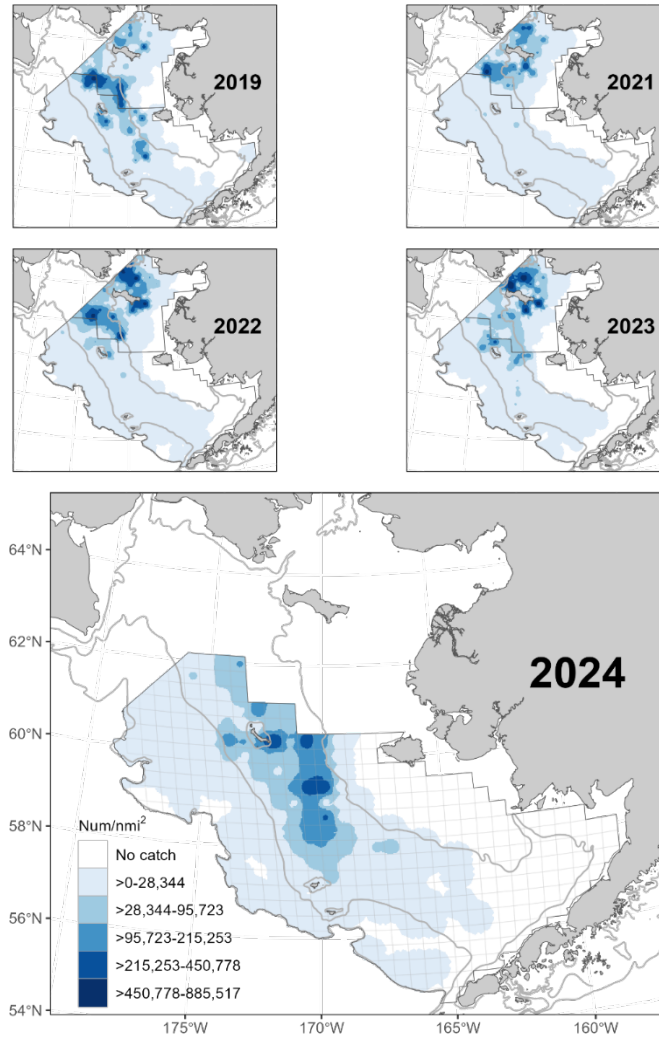 2019
2021
2022
2023
2024
64°N
62°N
60°N
58°N
56°N
54°N
Num/nmi²
No catch
>0-28,344
>28,344-95,723
>95,723-215,253
>215,253-450,778
>450,778-885,517
175°W
170°W
165°W
160°W